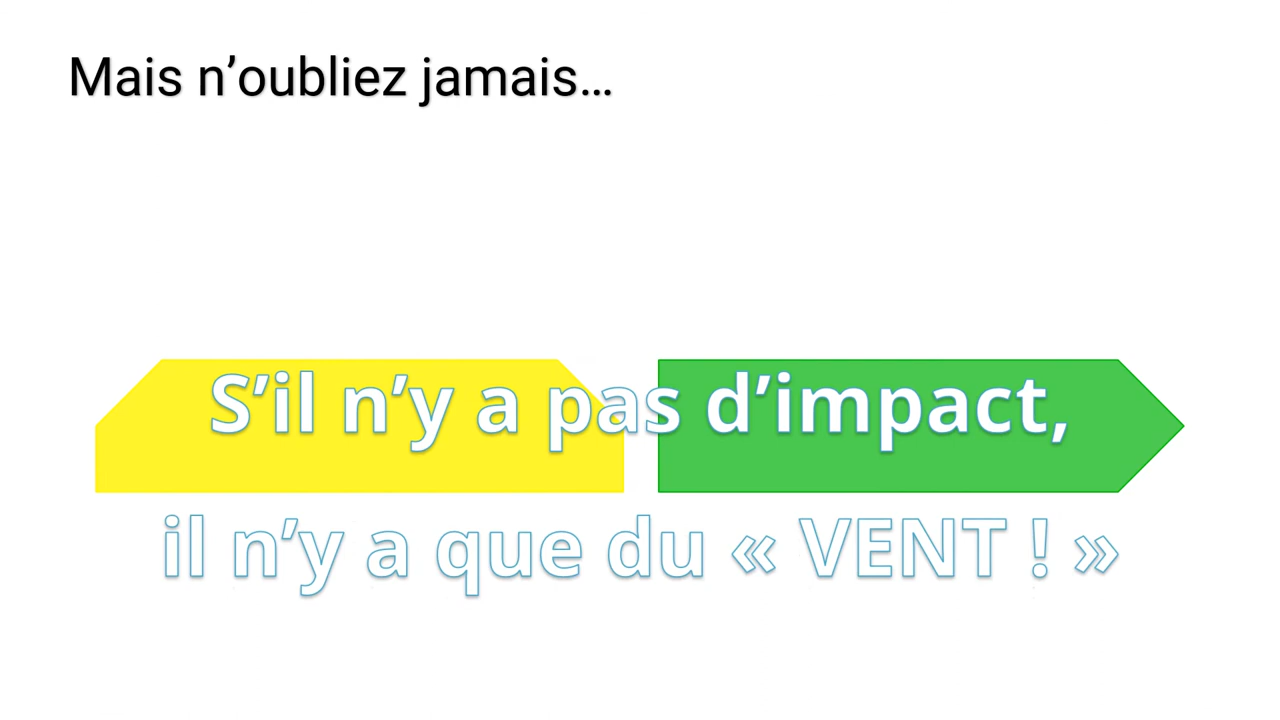 Mais n’oubliez jamais…
S’il n’y a pas d’impact,
il n’y a que du « VENT ! »